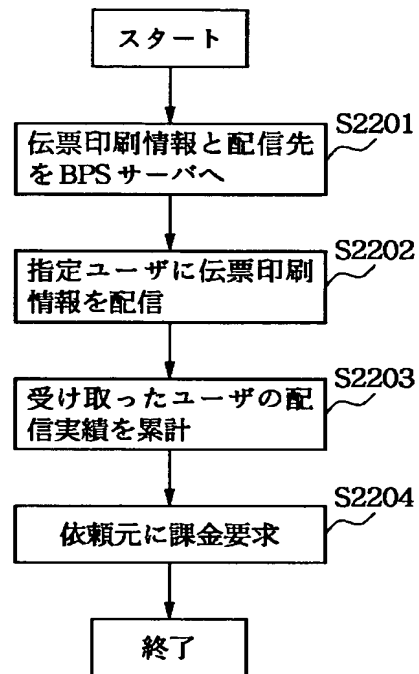 スタート
S2201
伝票印刷情報と配信先
をBPSサーバへ
S2202
指定ユーザに伝票印刷
情報を配信
S2203
受け取ったユーザの配
信実績を累計
S2204
依頼元に課金要求
終了